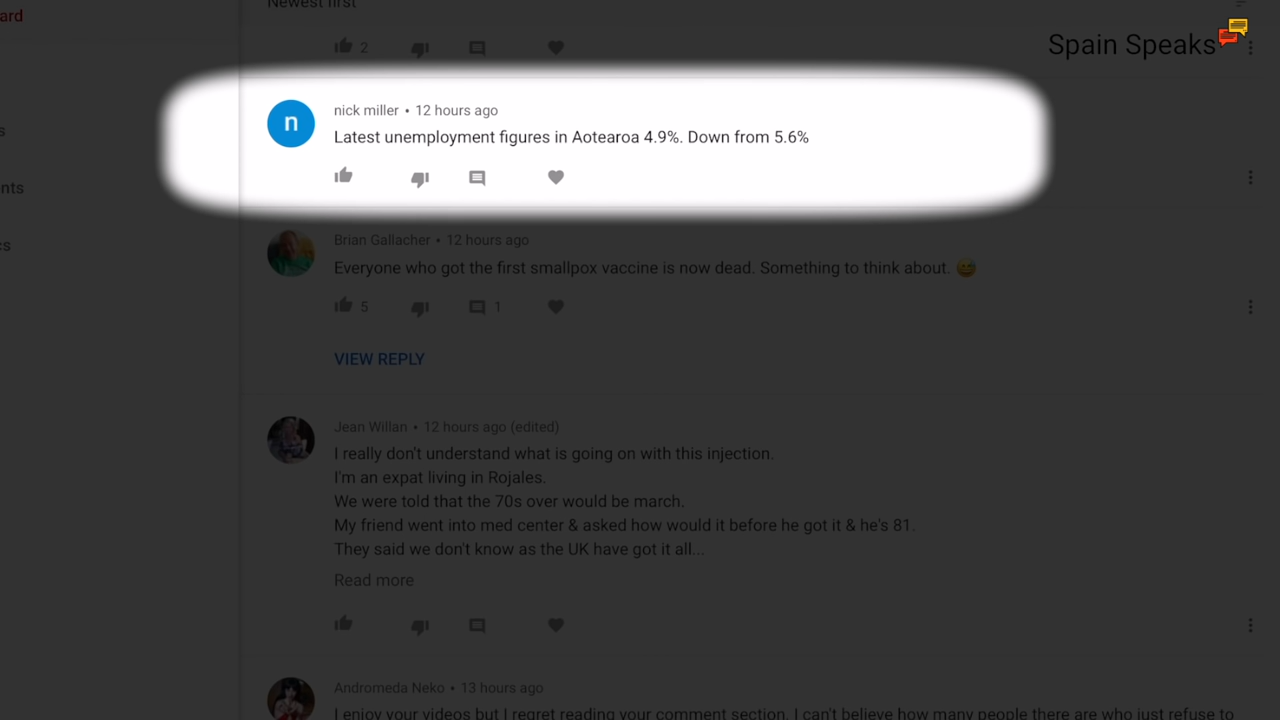 ard
Newest first
2
Spain Speaks
n
nick miller • 12 hours ago
Latest unemployment figures in Aotearoa 4.9%. Down from 5.6%
s
Brian Gallacher • 12 hours ago
Everyone who got the first smallpox vaccine is now dead. Something to think about. 😅
nts
cs
5
1
VIEW REPLY
Jean Willan • 12 hours ago (edited)
I really don't understand what is going on with this injection.
I'm an expat living in Rojales.
We were told that the 70s over would be march.
My friend went into med center & asked how would it before he got it & he's 81.
They said we don't know as the UK have got it all...
Read more
Andromeda Neko • 13 hours ago
I enjoy your videos but I regret reading your comment section. I can't believe how many people there are who just refuse to